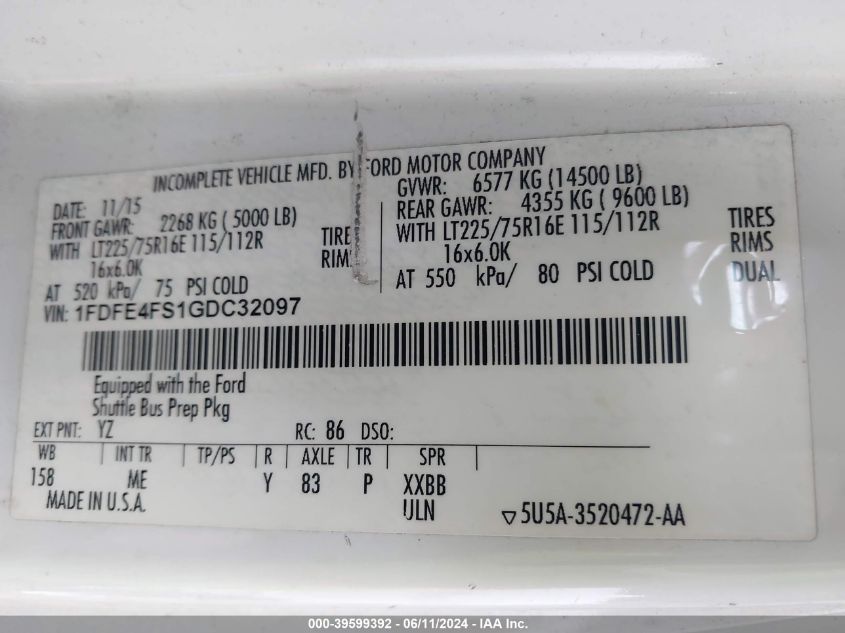 INCOMPLETE VEHICLE MFD. BY FORD MOTOR COMPANY
DATE: 11/15 GVWR: 6577 KG (14500 LB)
FRONT GAWR: 2268 KG ( 5000 LB) REAR GAWR: 4355 KG ( 9600 LB)
WITH LT225/75R16E 115/112R TIRES WITH LT225/75R16E 115/112R TIRES
16x6.0K RIMS 16x6.0K RIMS
AT 520 kPa/ 75 PSI COLD AT 550 kPa/ 80 PSI COLD DUAL
VIN: 1FDFE4FS1GDC32097
Equipped with the Ford
Shuttle Bus Prep Pkg
EXT PNT: YZ RC: 86 DSO:
WB INT TR TP/PS R AXLE TR SPR
158 ME Y 83 P XXBB
MADE IN U.S.A. ULN ▽5U5A-3520472-AA
000-39599392 - 06/11/2024 - IAA Inc.